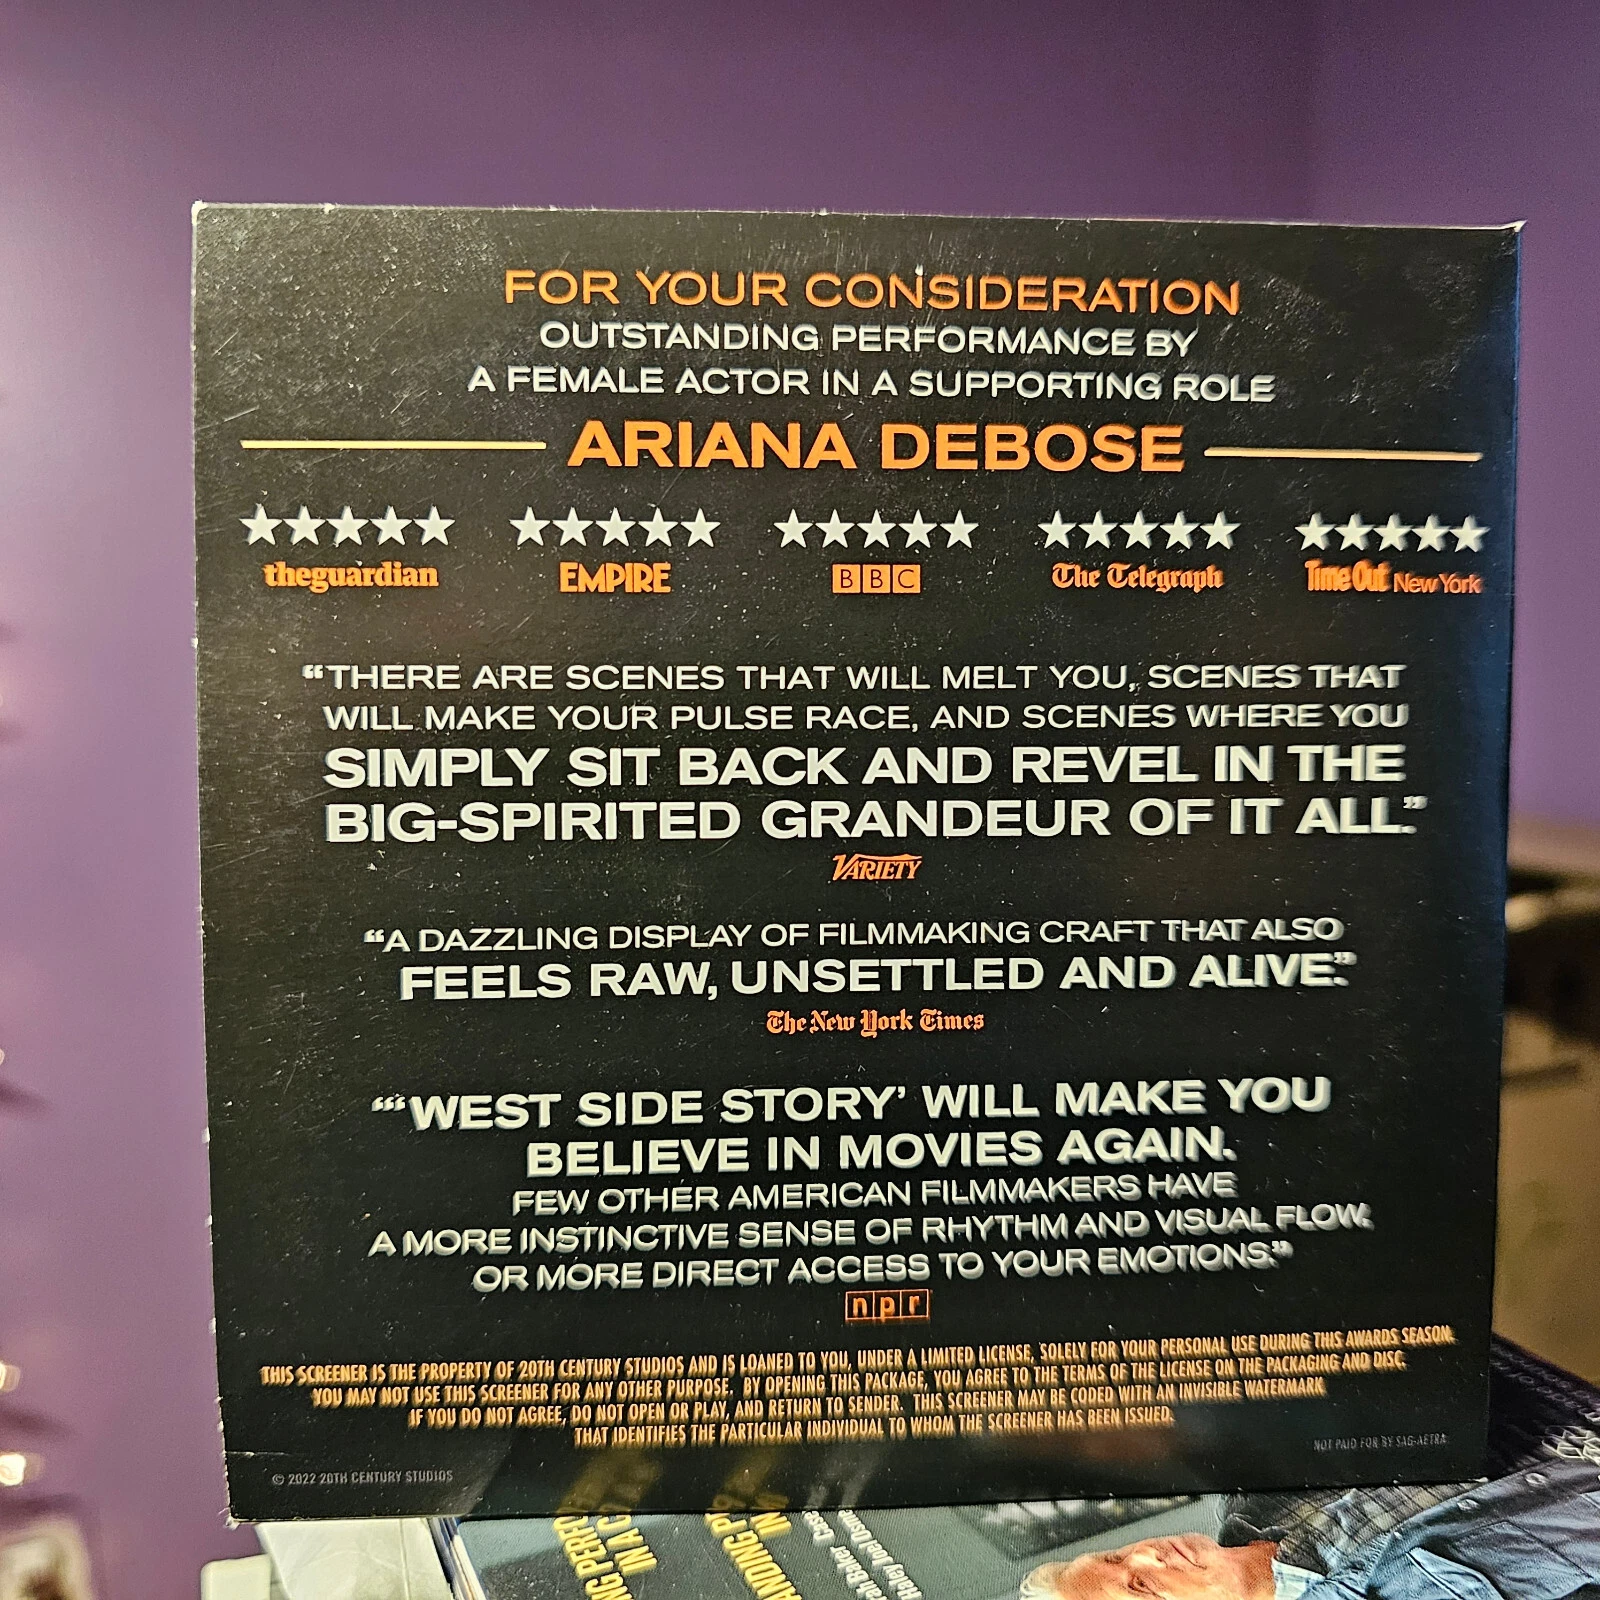 FOR YOUR CONSIDERATION
OUTSTANDING PERFORMANCE BY
A FEMALE ACTOR IN A SUPPORTING ROLE
ARIANA DEBOSE
★★★★★ ★★★★★ ★★★★★ ★★★★★ ★★★★★
theguardian EMPIRE BBC The Telegraph TimeOut New York
“THERE ARE SCENES THAT WILL MELT YOU, SCENES THAT
WILL MAKE YOUR PULSE RACE, AND SCENES WHERE YOU
SIMPLY SIT BACK AND REVEL IN THE
BIG-SPIRITED GRANDEUR OF IT ALL.”
VARIETY
“A DAZZLING DISPLAY OF FILMMAKING CRAFT THAT ALSO
FEELS RAW, UNSETTLED AND ALIVE.”
The New York Times
“‘WEST SIDE STORY’ WILL MAKE YOU
BELIEVE IN MOVIES AGAIN.
FEW OTHER AMERICAN FILMMAKERS HAVE
A MORE INSTINCTIVE SENSE OF RHYTHM AND VISUAL FLOW.
OR MORE DIRECT ACCESS TO YOUR EMOTIONS.”
npr
THIS SCREENER IS THE PROPERTY OF 20TH CENTURY STUDIOS AND IS LOANED TO YOU, UNDER A LIMITED LICENSE, SOLELY FOR YOUR PERSONAL USE DURING THIS AWARDS SEASON.
YOU MAY NOT USE THIS SCREENER FOR ANY OTHER PURPOSE. BY OPENING THIS PACKAGE, YOU AGREE TO THE TERMS OF THE LICENSE ON THE PACKAGING AND DISC.
IF YOU DO NOT AGREE, DO NOT OPEN OR PLAY, AND RETURN TO SENDER. THIS SCREENER MAY BE CODED WITH AN INVISIBLE WATERMARK
THAT IDENTIFIES THE PARTICULAR INDIVIDUAL TO WHOM THE SCREENER HAS BEEN ISSUED.
NOT PAID FOR BY SAG-AFTRA
© 2022 20TH CENTURY STUDIOS
IN A
IN
Baker
Haley Joel Osment